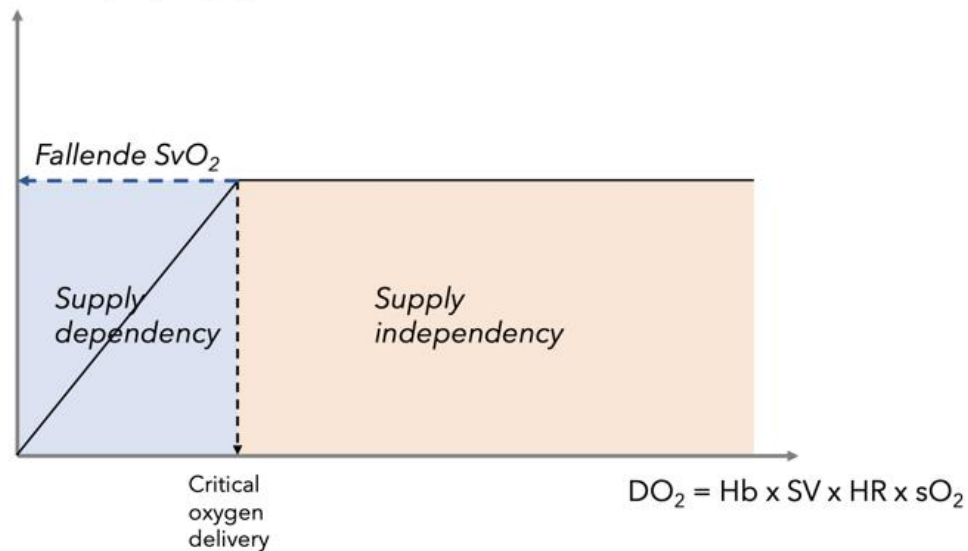 Fallende SvO₂
Supply
dependency
Supply
independency
Critical
oxygen
delivery
DO₂ = Hb x SV x HR x sO₂